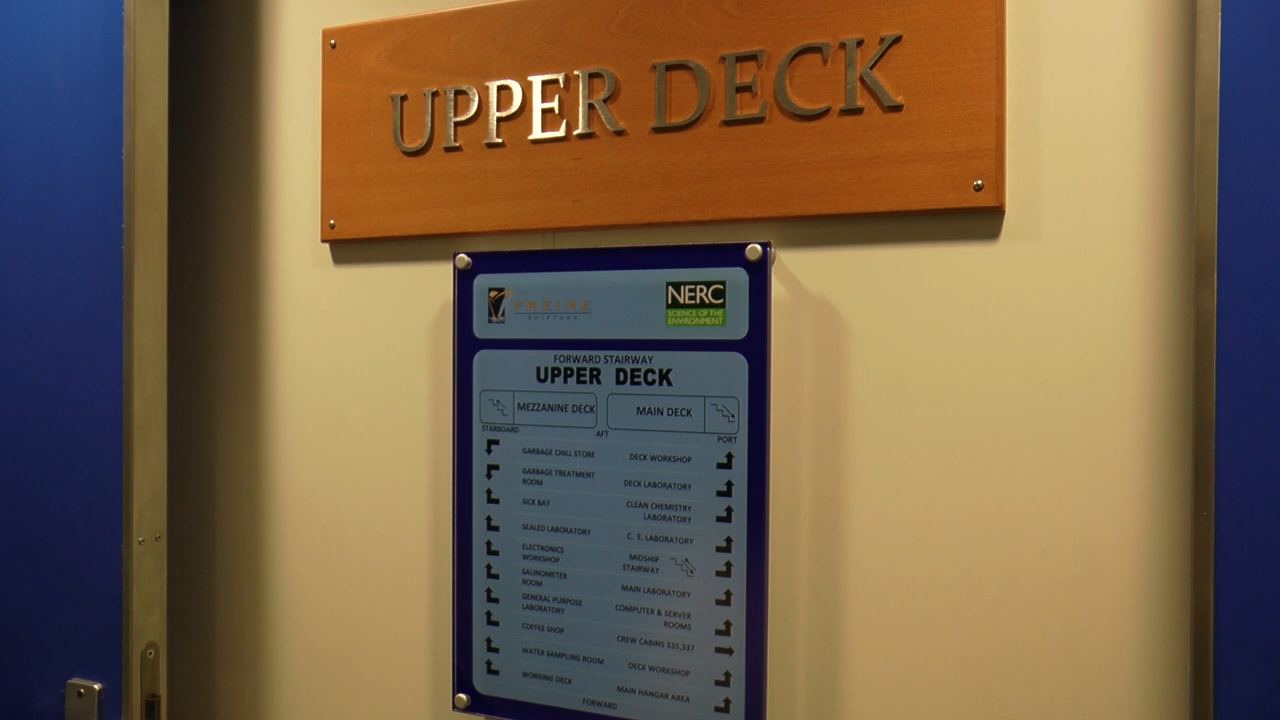 UPPER DECK
FREIRE
SHIPYARD
NERC
SCIENCE OF THE
ENVIRONMENT
FORWARD STAIRWAY
UPPER DECK
MEZZANINE DECK
MAIN DECK
STARBOARD
AFT
PORT
GARBAGE CHILL STORE
DECK WORKSHOP
GARBAGE TREATMENT
ROOM
DECK LABORATORY
SICK BAY
CLEAN CHEMISTRY
LABORATORY
SEALED LABORATORY
C. E. LABORATORY
ELECTRONICS
WORKSHOP
MIDSHIP
STAIRWAY
SALINOMETER
ROOM
MAIN LABORATORY
GENERAL PURPOSE
LABORATORY
COMPUTER & SERVER
ROOMS
COFFEE SHOP
CREW CABINS 335,337
WATER SAMPLING ROOM
DECK WORKSHOP
WORKING DECK
MAIN HANGAR AREA
FORWARD